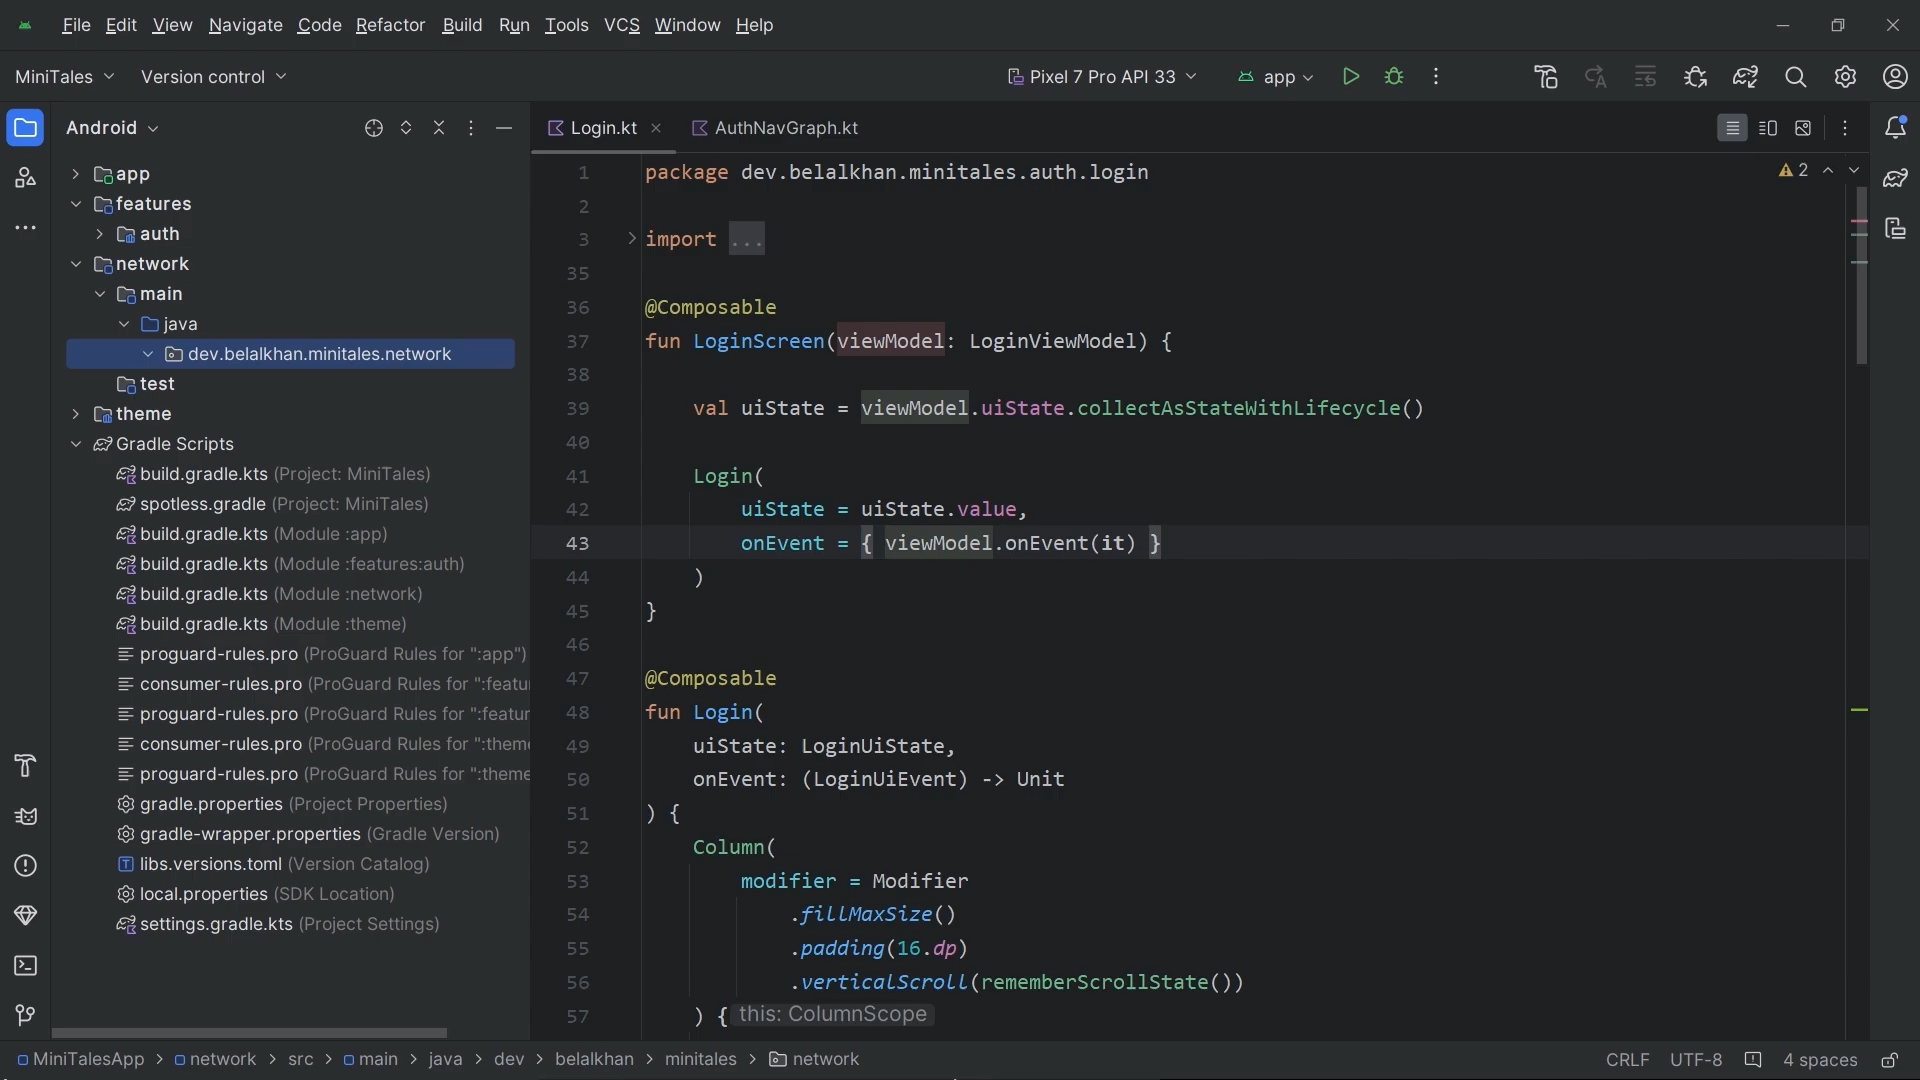 File Edit View Navigate Code Refactor Build Run Tools VCS Window Help
MiniTales Version control Pixel 7 Pro API 33 app
Android
app
features
auth
network
main
java
dev.belalkhan.minitales.network
test
theme
Gradle Scripts
build.gradle.kts (Project: MiniTales)
spotless.gradle (Project: MiniTales)
build.gradle.kts (Module :app)
build.gradle.kts (Module :features:auth)
build.gradle.kts (Module :network)
build.gradle.kts (Module :theme)
proguard-rules.pro (ProGuard Rules for ":app")
consumer-rules.pro (ProGuard Rules for ":featu
proguard-rules.pro (ProGuard Rules for ":featur
consumer-rules.pro (ProGuard Rules for ":theme
proguard-rules.pro (ProGuard Rules for ":theme
gradle.properties (Project Properties)
gradle-wrapper.properties (Gradle Version)
libs.versions.toml (Version Catalog)
local.properties (SDK Location)
settings.gradle.kts (Project Settings)
Login.kt AuthNavGraph.kt
1 package dev.belalkhan.minitales.auth.login
2
3 import ...
35
36 @Composable
37 fun LoginScreen(viewModel: LoginViewModel) {
38
39 val uiState = viewModel.uiState.collectAsStateWithLifecycle()
40
41 Login(
42 uiState = uiState.value,
43 onEvent = { viewModel.onEvent(it) }
44 )
45 }
46
47 @Composable
48 fun Login(
49 uiState: LoginUiState,
50 onEvent: (LoginUiEvent) -> Unit
51 ) {
52 Column(
53 modifier = Modifier
54 .fillMaxSize()
55 .padding(16.dp)
56 .verticalScroll(rememberScrollState())
57 ) { this: ColumnScope
2
MiniTalesApp > network > src > main > java > dev > belalkhan > minitales > network
CRLF UTF-8 4 spaces